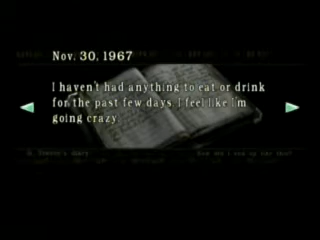 Nov. 30, 1967
I haven't had anything to eat or drink
for the past few days. I feel like I'm
going crazy.